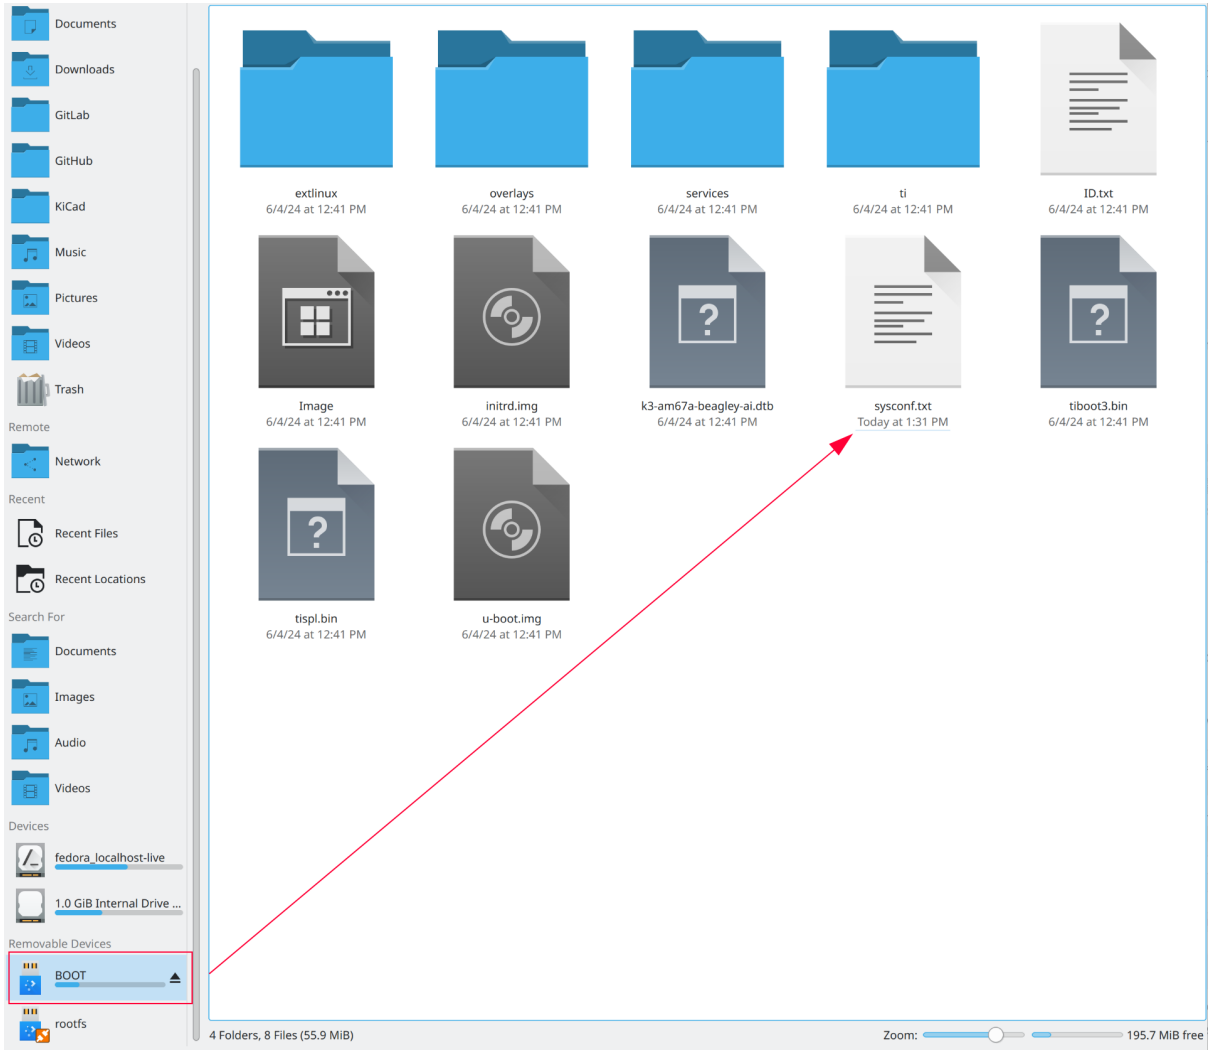 Documents
Downloads
GitLab
GitHub
KiCad
Music
Pictures
Videos
Trash
Remote
Network
Recent
Recent Files
Recent Locations
Search For
Documents
Images
Audio
Videos
Devices
fedora_localhost-live
1.0 GiB Internal Drive ...
Removable Devices
BOOT
rootfs
extlinux
6/4/24 at 12:41 PM
overlays
6/4/24 at 12:41 PM
services
6/4/24 at 12:41 PM
ti
6/4/24 at 12:41 PM
ID.txt
6/4/24 at 12:41 PM
Image
6/4/24 at 12:41 PM
initrd.img
6/4/24 at 12:41 PM
?
k3-am67a-beagley-ai.dtb
6/4/24 at 12:41 PM
sysconf.txt
Today at 1:31 PM
?
tiboot3.bin
6/4/24 at 12:41 PM
?
tispl.bin
6/4/24 at 12:41 PM
u-boot.img
6/4/24 at 12:41 PM
4 Folders, 8 Files (55.9 MiB)
Zoom:
195.7 MiB free